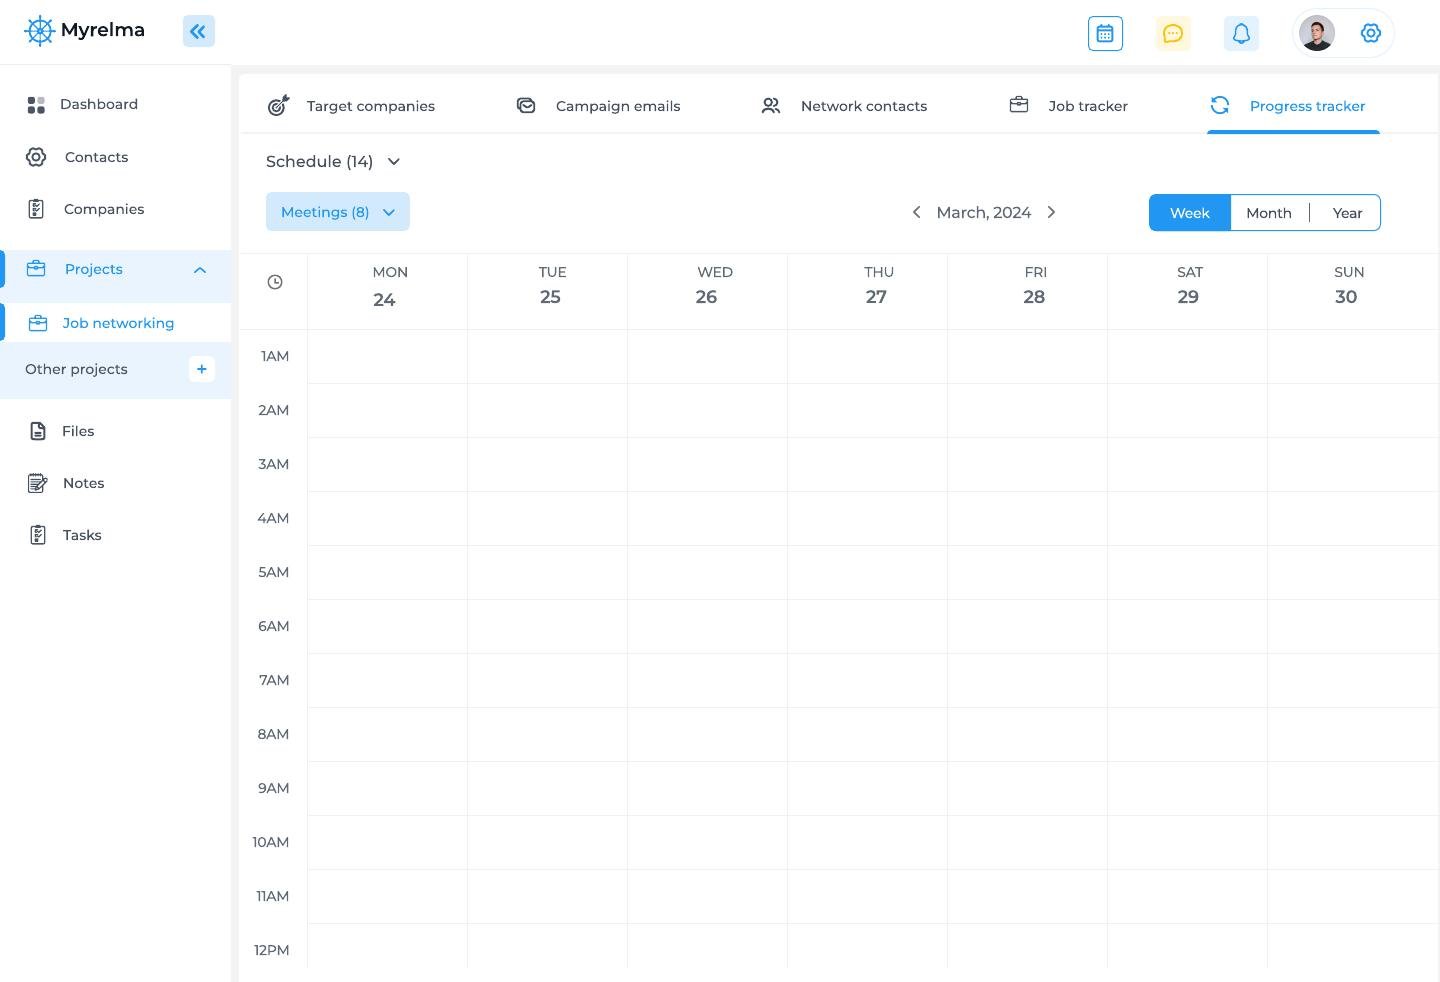 Myrelma
Dashboard
Contacts
Companies
Projects
Job networking
Other projects
Files
Notes
Tasks
Target companies
Campaign emails
Network contacts
Job tracker
Progress tracker
Schedule (14)
Meetings (8)
March, 2024
Week
Month
Year
MON TUE WED THU FRI SAT SUN
24 25 26 27 28 29 30
1AM
2AM
3AM
4AM
5AM
6AM
7AM
8AM
9AM
10AM
11AM
12PM